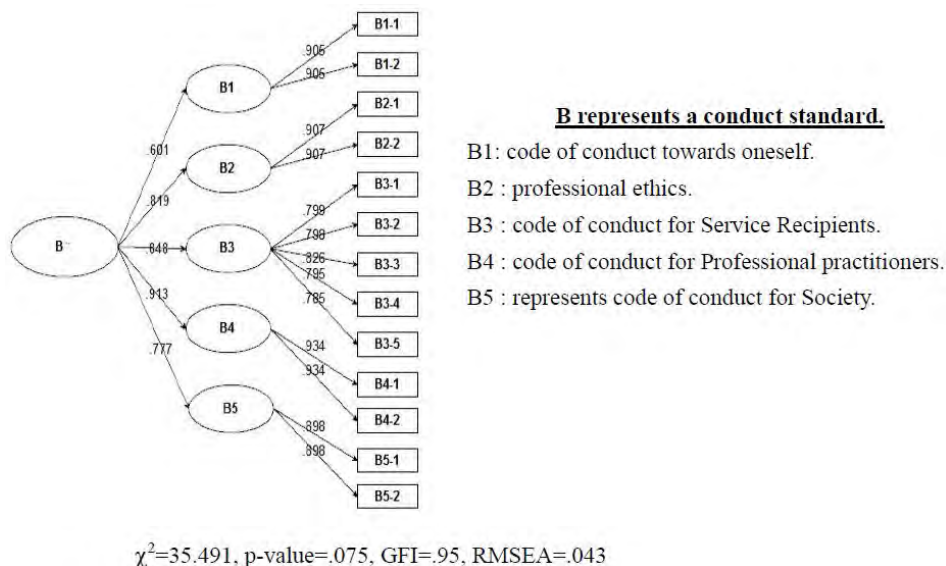 B1-1
.905
B1-2
.905
B1
B2-1
.907
B2-2
.907
B2
.601
.819
B3-1
.799
B3-2
.798
B3-3
.826
B3-4
.795
B3-5
.785
B
B3
.848
.913
B4
.777
B4-1
.934
B4-2
.934
B5
B5-1
.898
B5-2
.898
B represents a conduct standard.
B1: code of conduct towards oneself.
B2 : professional ethics.
B3 : code of conduct for Service Recipients.
B4 : code of conduct for Professional practitioners.
B5 : represents code of conduct for Society.
χ²=35.491, p-value=.075, GFI=.95, RMSEA=.043